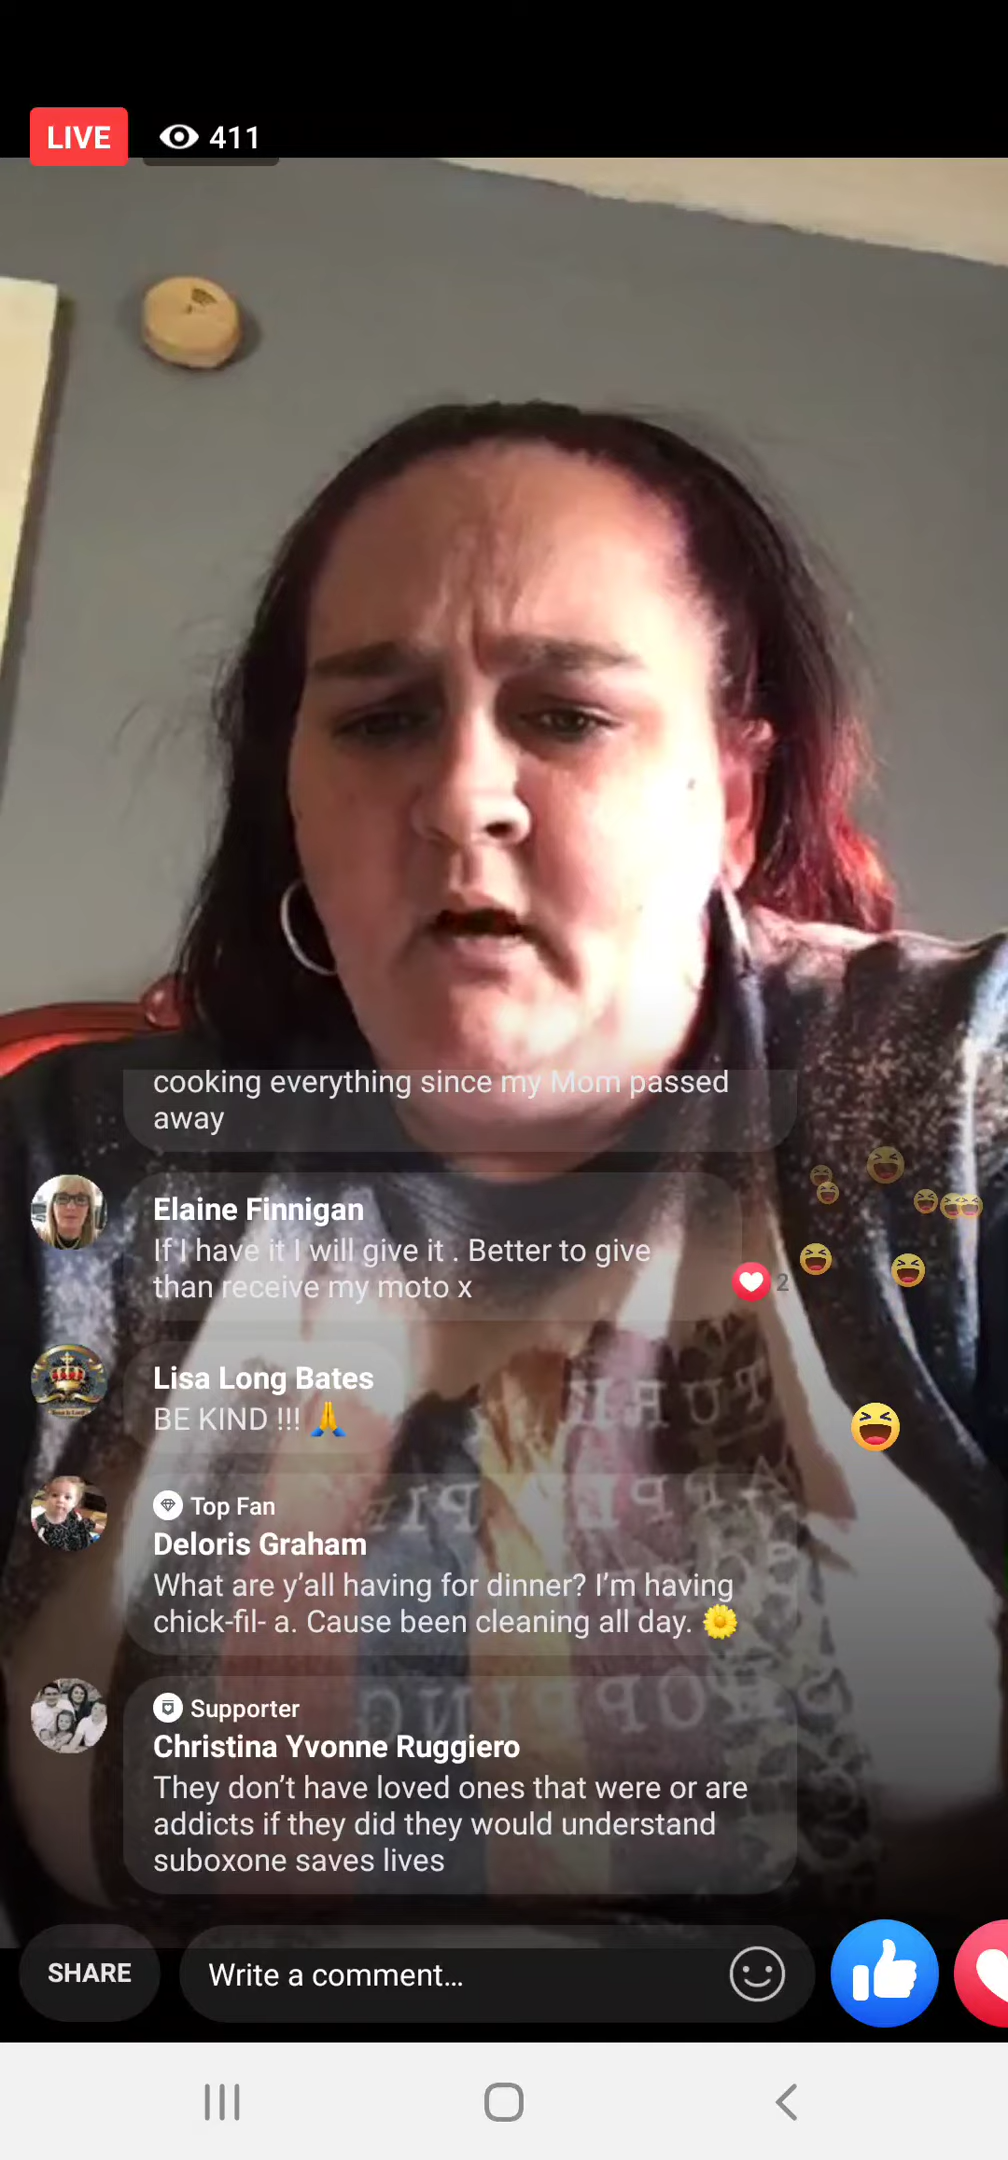 LIVE 411
cooking everything since my Mom passed
away
Elaine Finnigan
If I have it I will give it . Better to give
than receive my moto x
2
Lisa Long Bates
BE KIND !!! 🙏
Top Fan
Deloris Graham
What are y’all having for dinner? I’m having
chick-fil- a. Cause been cleaning all day. 🌼
Supporter
Christina Yvonne Ruggiero
They don’t have loved ones that were or are
addicts if they did they would understand
suboxone saves lives
SHARE Write a comment...